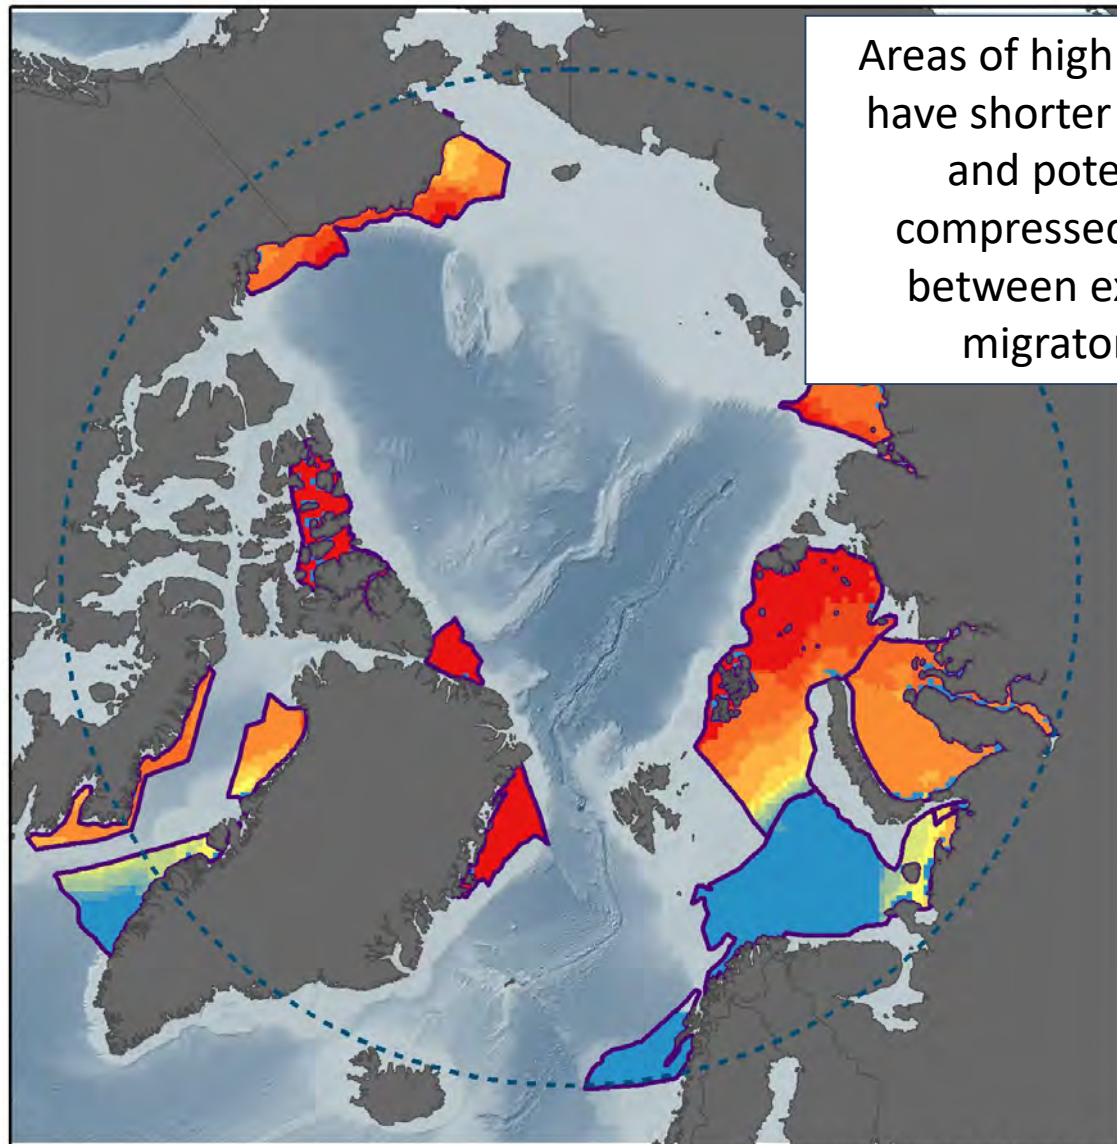 Areas of high
have shorter
and pote
compressed
between ex
migrator